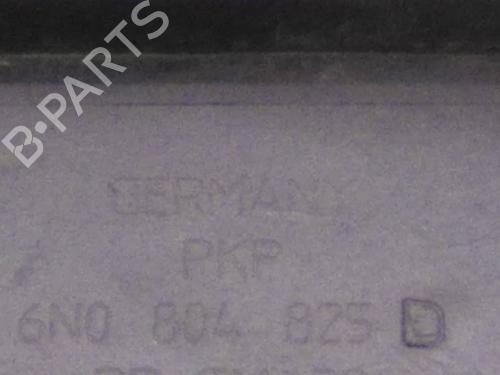 B-PARTS
GERMANY
PKP
6N0 804 825 D